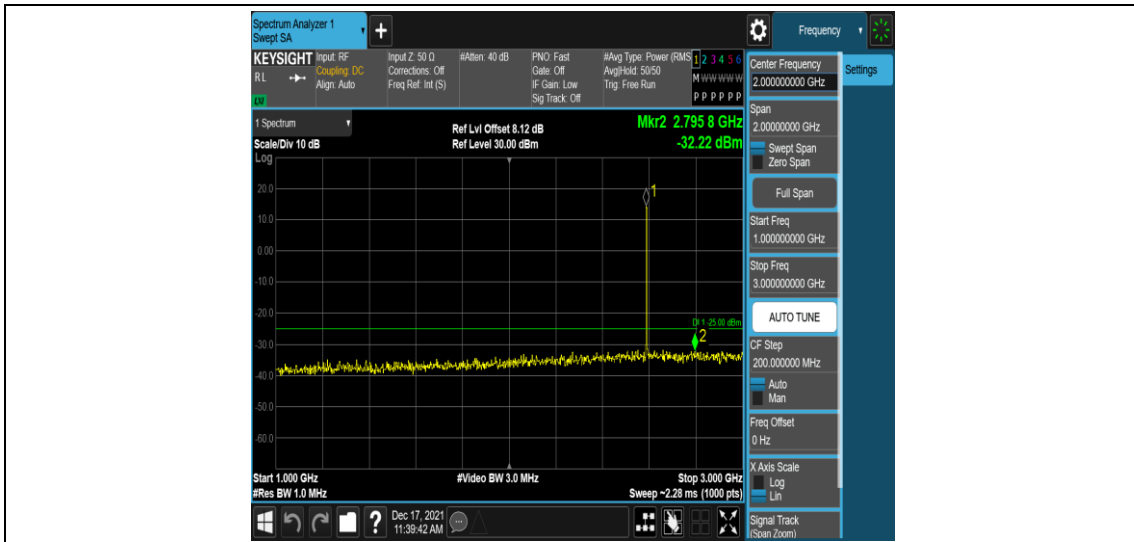 Spectrum Analyzer 1
Swept SA
+
Frequency
KEYSIGHT
RL
LXI
Input: RF
Coupling: DC
Align: Auto
Input Z: 50 Ω
Corrections: Off
Freq Ref: Int (S)
#Atten: 40 dB
PNO: Fast
Gate: Off
IF Gain: Low
Sig Track: Off
#Avg Type: Power (RMS
Avg|Hold: 50/50
Trig: Free Run
1 2 3 4 5 6
M W W W W W
P P P P P P
1 Spectrum
Scale/Div 10 dB
Log
Ref Lvl Offset 8.12 dB
Ref Level 30.00 dBm
Mkr2 2.795 8 GHz
-32.22 dBm
20.0
10.0
0.00
-10.0
-20.0
-30.0
-40.0
-50.0
-60.0
1
DL1 -25.00 dBm
2
Start 1.000 GHz
#Res BW 1.0 MHz
#Video BW 3.0 MHz
Stop 3.000 GHz
Sweep ~2.28 ms (1000 pts)
?
Dec 17, 2021
11:39:42 AM
Center Frequency
2.000000000 GHz
Settings
Span
2.00000000 GHz
Swept Span
Zero Span
Full Span
Start Freq
1.000000000 GHz
Stop Freq
3.000000000 GHz
AUTO TUNE
CF Step
200.000000 MHz
Auto
Man
Freq Offset
0 Hz
X Axis Scale
Log
Lin
Signal Track
(Span Zoom)